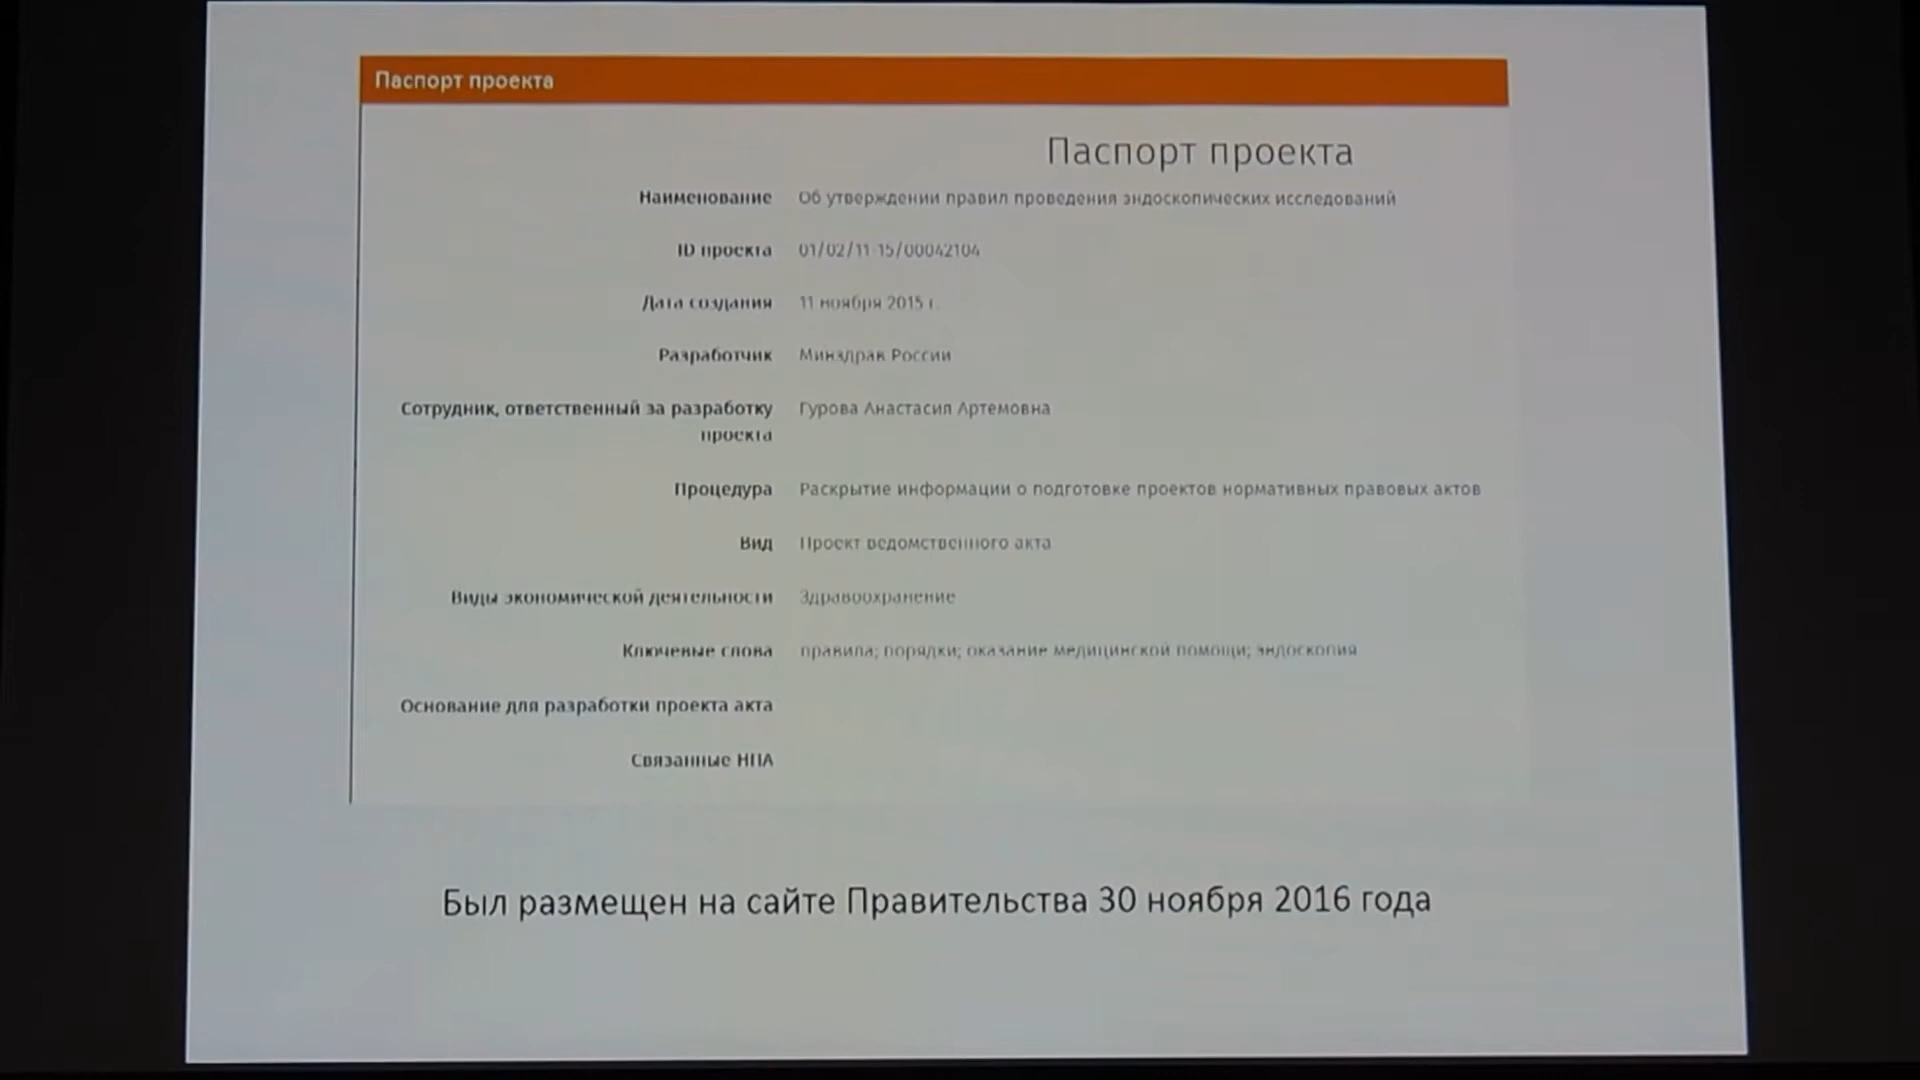 Паспорт проекта
Паспорт проекта
Наименование Об утверждении правил проведения эндоскопических исследований
ID проекта 01/02/11-15/00042104
Дата создания 11 ноября 2015 г.
Разработчик Минздрав России
Сотрудник, ответственный за разработку Гурова Анастасия Артемовна
проекта
Процедура Раскрытие информации о подготовке проектов нормативных правовых актов
Вид Проект ведомственного акта
Виды экономической деятельности Здравоохранение
Ключевые слова правила; порядки; оказание медицинской помощи; эндоскопия
Основание для разработки проекта акта
Связанные НПА
Был размещен на сайте Правительства 30 ноября 2016 года